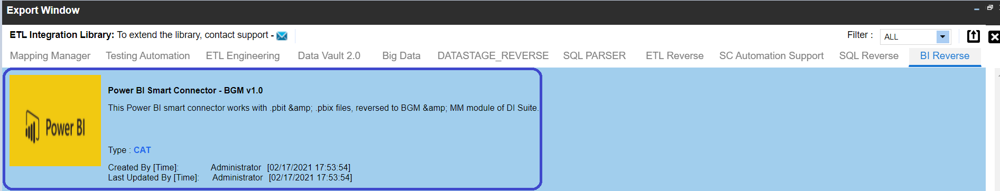 Export Window
ETL Integration Library: To extend the library, contact support -
Filter : ALL
Mapping Manager Testing Automation ETL Engineering Data Vault 2.0 Big Data DATASTAGE_REVERSE SQL PARSER ETL Reverse SC Automation Support SQL Reverse BI Reverse
Power BI
Power BI Smart Connector - BGM v1.0
This Power BI smart connector works with .pbit &amp; .pbix files, reversed to BGM &amp; MM module of DI Suite.
Type : CAT
Created By [Time]: Administrator [02/17/2021 17:53:54]
Last Updated By [Time]: Administrator [02/17/2021 17:53:54]